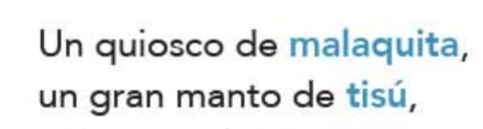 Un quiosco de malaquita,
un gran manto de tisú,